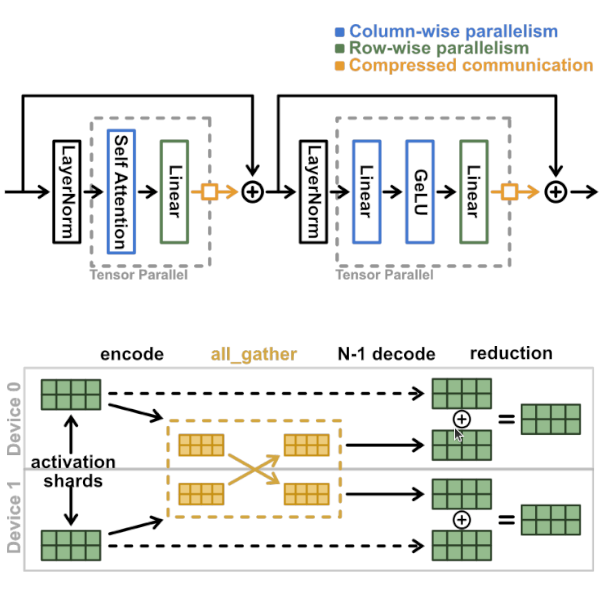 Column-wise parallelism
Row-wise parallelism
Compressed communication
LayerNorm
Self Attention
Linear
LayerNorm
Linear
GeLU
Linear
Tensor Parallel
Tensor Parallel
encode
all_gather
N-1 decode
reduction
Device 0
activation
shards
Device 1